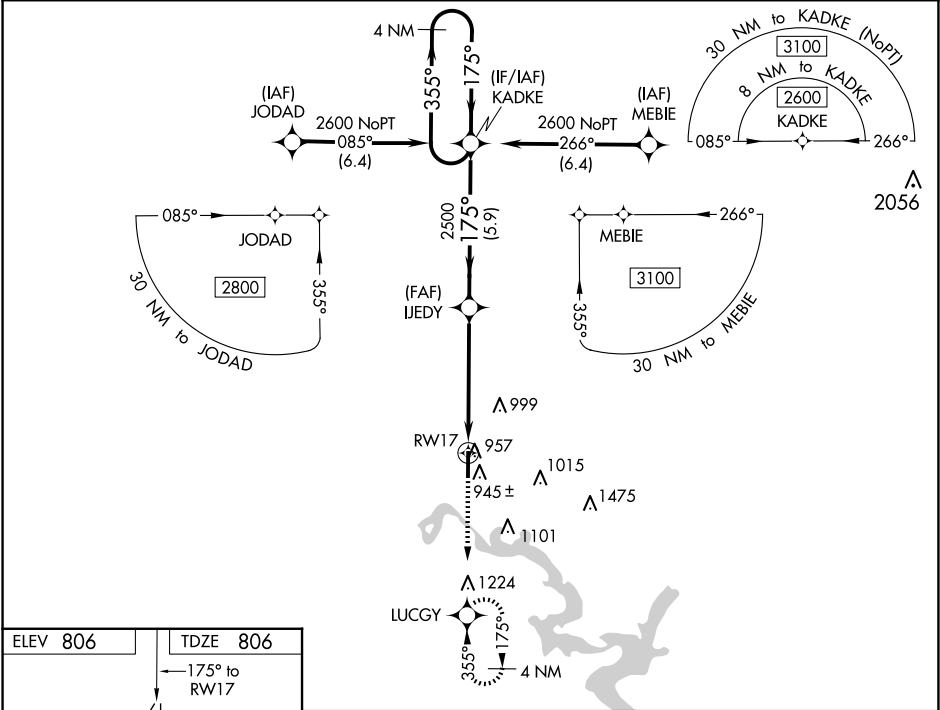 4 NM
355°
175°
(IF/IAF)
KADKE
(IAF)
JODAD
2600 NoPT
085°
(6.4)
(IAF)
MEBIE
2600 NoPT
266°
(6.4)
30 NM to KADKE (NoPT)
3100
8 NM to KADKE
2600
KADKE
085°
266°
2056
085°
JODAD
2800
355°
30 NM to JODAD
2500
175°
(5.9)
266°
MEBIE
3100
355°
30 NM to MEBIE
(FAF)
IJEDY
999
RW17
957
945±
1015
1475
1101
1224
LUCGY
355°
175°
4 NM
ELEV 806
TDZE 806
175° to
RW17